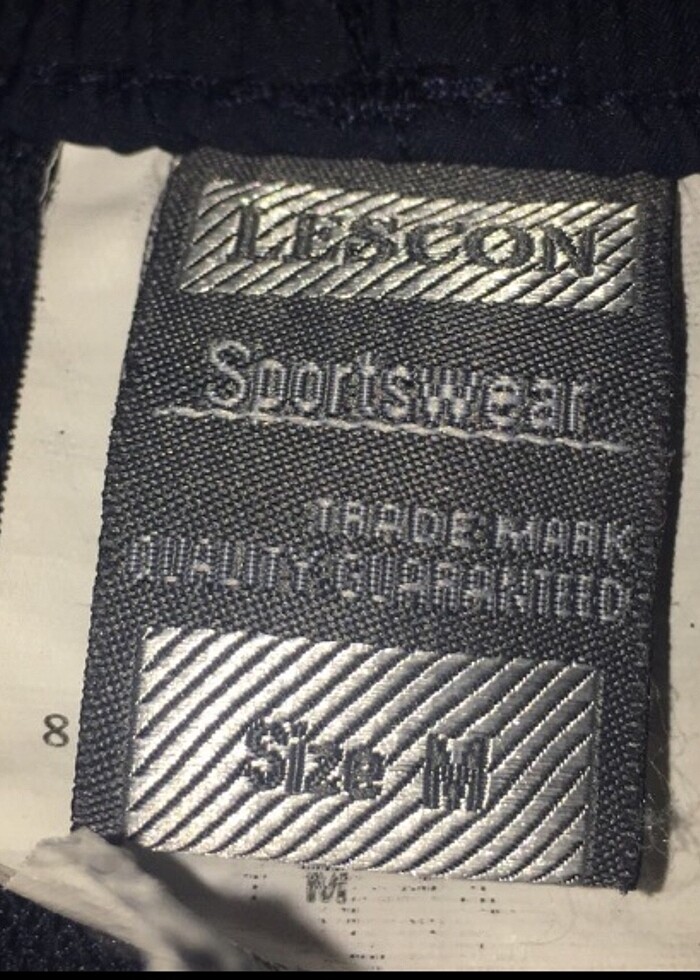 LESCON
Sportswear
TRADE MARK
QUALITY GUARANTEED
Size M
8
M